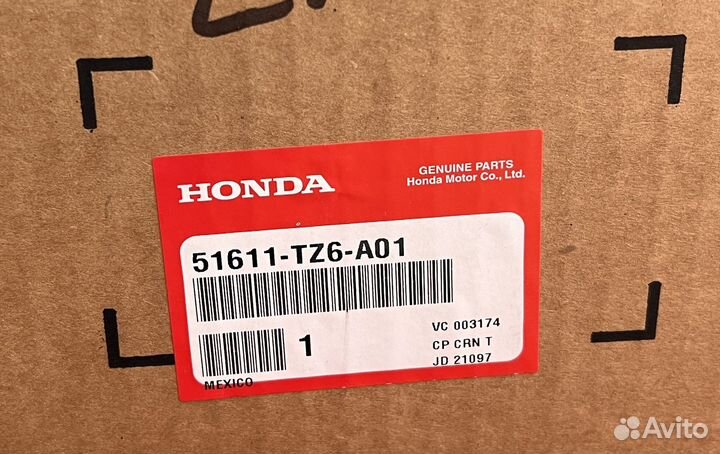 HONDA
GENUINE PARTS
Honda Motor Co., Ltd.
51611-TZ6-A01
1
VC 003174
CP CRN T
JD 21097
MEXICO
Avito